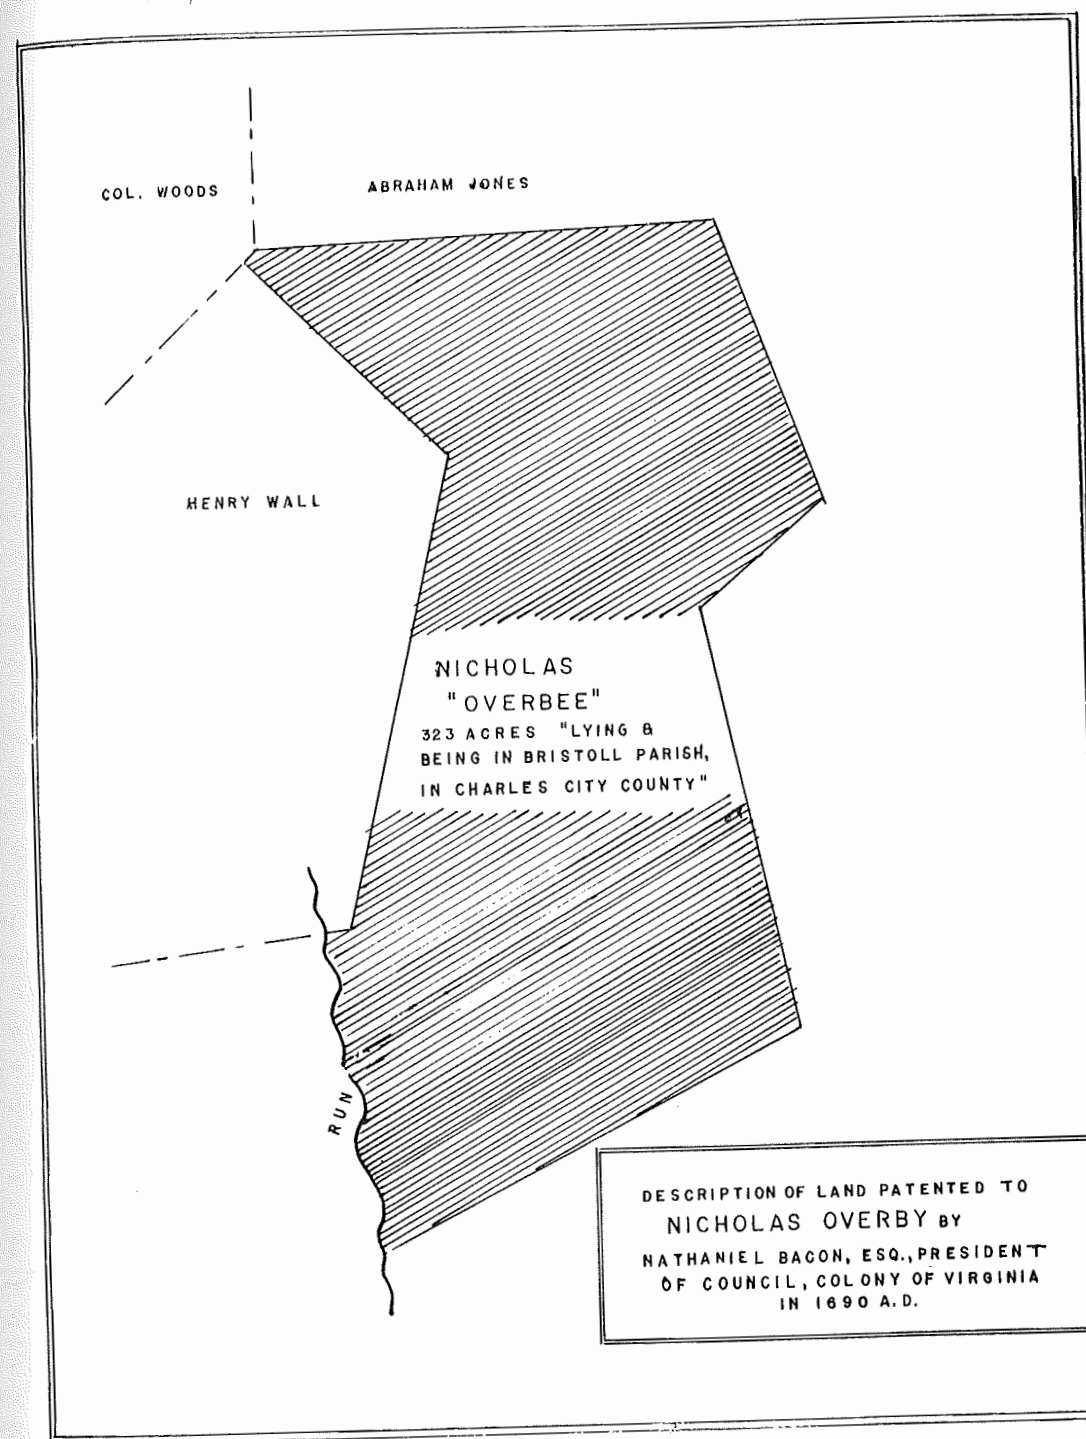 COL. WOODS
ABRAHAM JONES
HENRY WALL
NICHOLAS
"OVERBEE"
323 ACRES "LYING &
BEING IN BRISTOLL PARISH,
IN CHARLES CITY COUNTY"
RUN
DESCRIPTION OF LAND PATENTED TO
NICHOLAS OVERBY BY
NATHANIEL BACON, ESQ., PRESIDENT
OF COUNCIL, COLONY OF VIRGINIA
IN 1690 A.D.